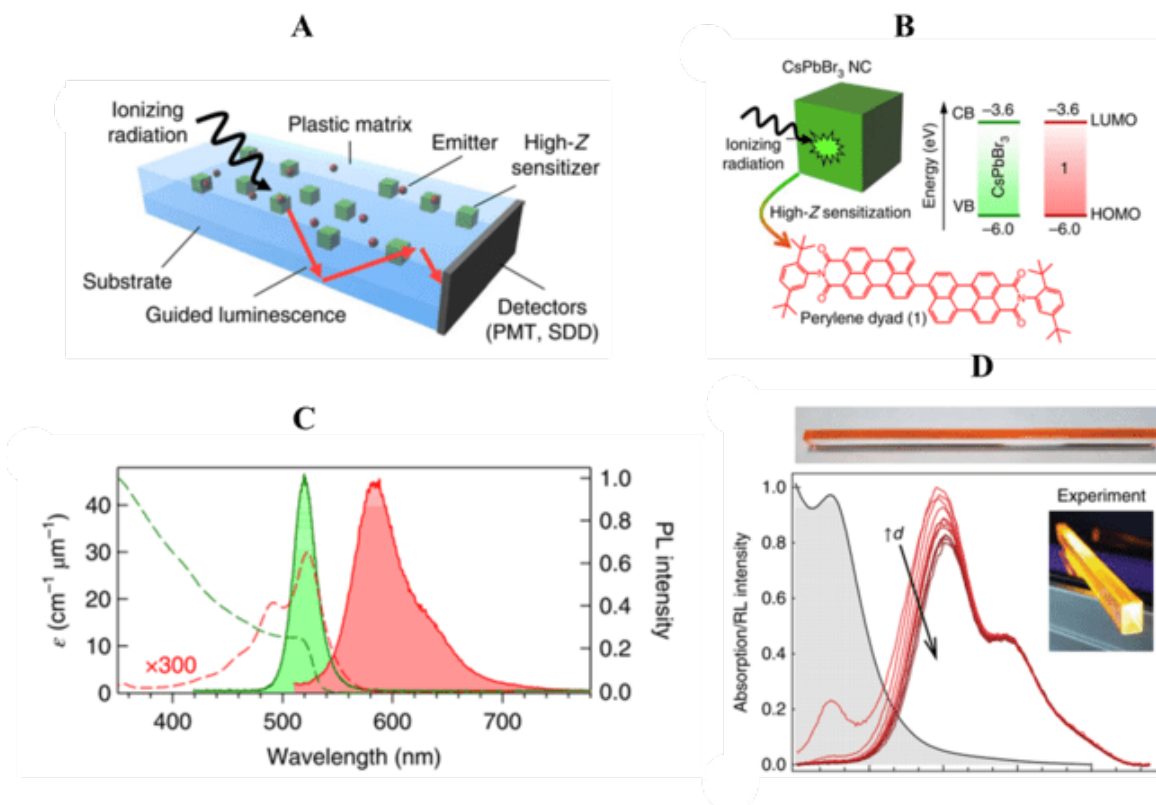 A
Ionizing
radiation
Plastic matrix
Emitter
High-Z
sensitizer
Substrate
Guided luminescence
Detectors
(PMT, SDD)
B
CsPbBr3 NC
Ionizing
radiation
High-Z sensitization
Energy (eV)
CB
VB
–3.6
CsPbBr3
–6.0
–3.6
1
–6.0
LUMO
HOMO
O
N
O
O
N
O
Perylene dyad (1)
C
ε (cm−1 μm−1)
40
30
20
10
0
×300
1.0
0.8
0.6
0.4
0.2
0.0
PL intensity
400 500 600 700
Wavelength (nm)
D
Absorption/RL intensity
1.0
0.8
0.6
0.4
0.2
0.0
↑d
Experiment